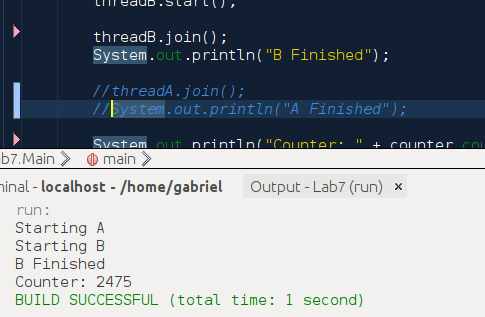 threadB.start();
threadB.join();
System.out.println("B Finished");
//threadA.join();
//System.out.println("A Finished");
System.out.println("Counter: " + counter.cou
b7.Main main
minal - localhost - /home/gabriel Output - Lab7 (run) ×
run:
Starting A
Starting B
B Finished
Counter: 2475
BUILD SUCCESSFUL (total time: 1 second)